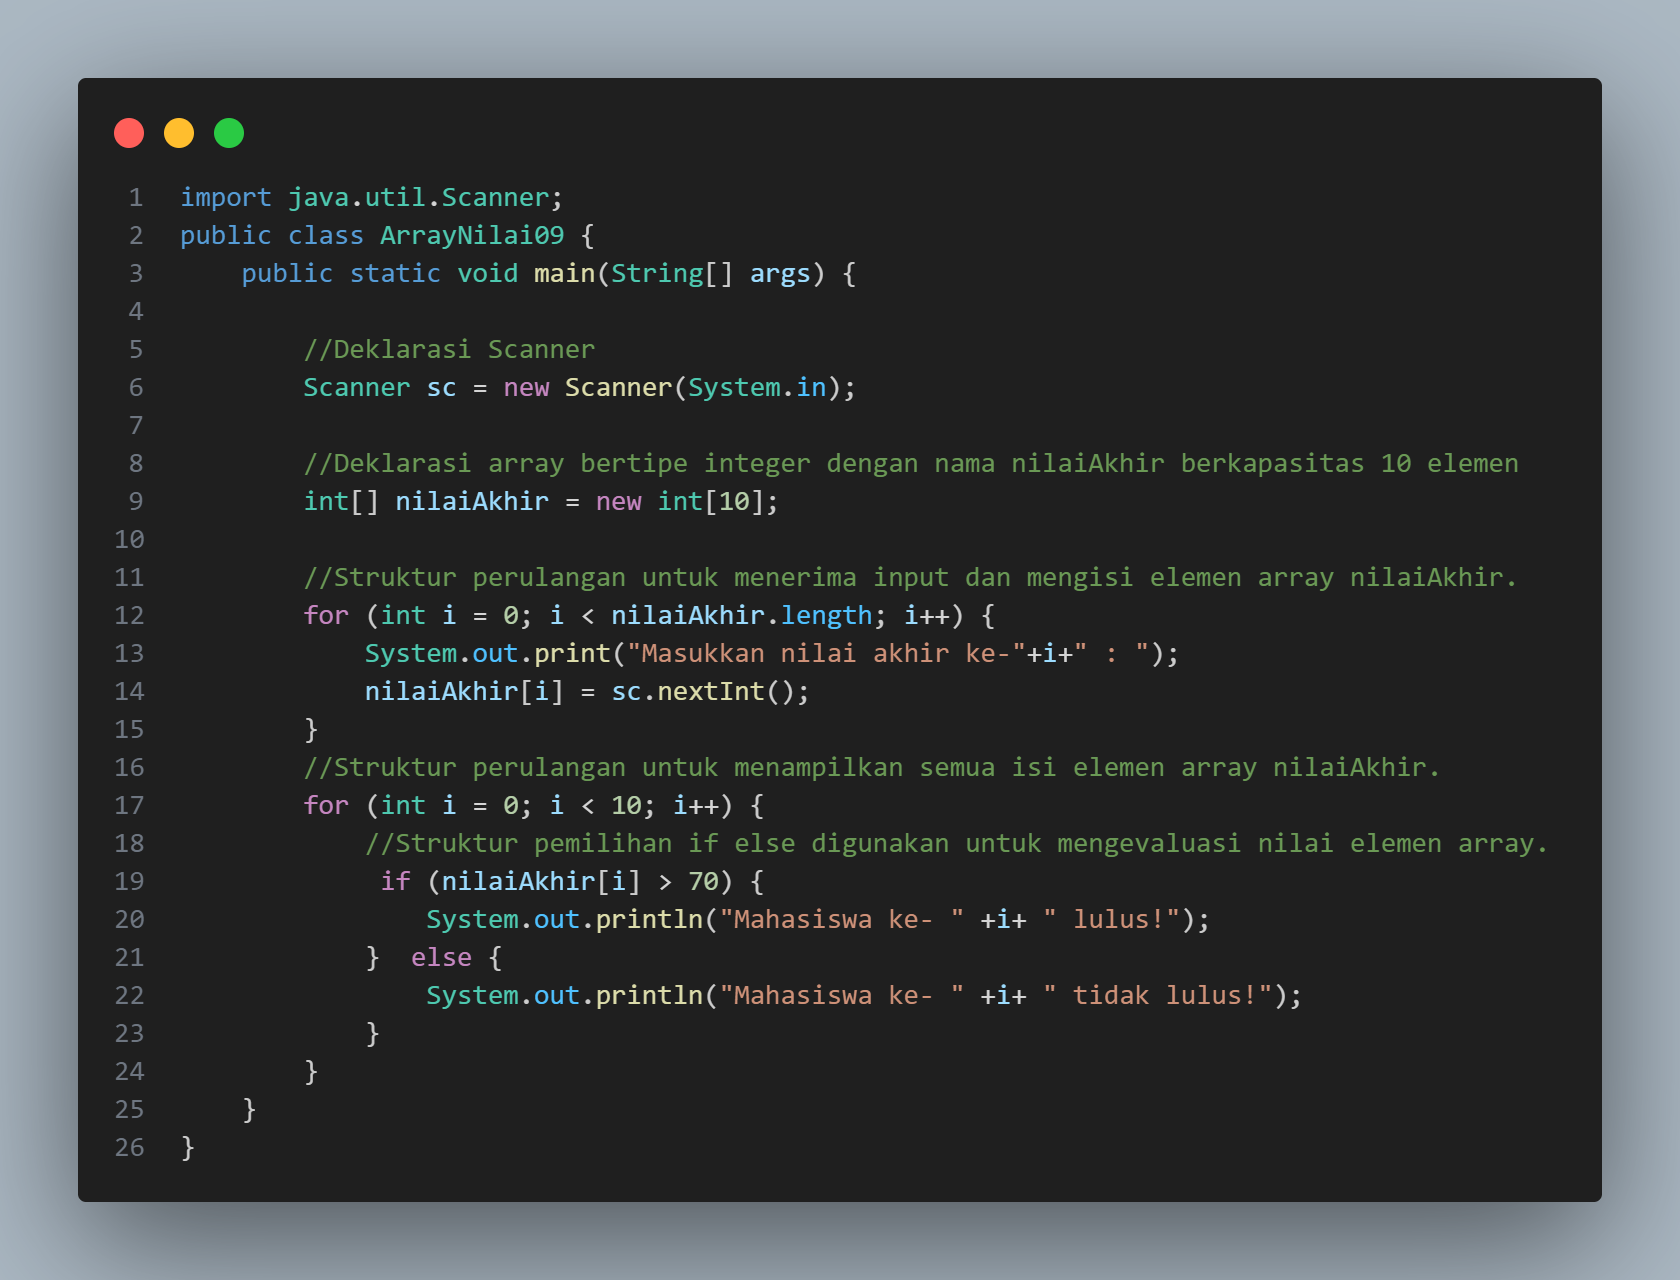 1 import java.util.Scanner;
2 public class ArrayNilai09 {
3     public static void main(String[] args) {
4
5         //Deklarasi Scanner
6         Scanner sc = new Scanner(System.in);
7
8         //Deklarasi array bertipe integer dengan nama nilaiAkhir berkapasitas 10 elemen
9         int[] nilaiAkhir = new int[10];
10
11         //Struktur perulangan untuk menerima input dan mengisi elemen array nilaiAkhir.
12         for (int i = 0; i < nilaiAkhir.length; i++) {
13             System.out.print("Masukkan nilai akhir ke-"+i+" : ");
14             nilaiAkhir[i] = sc.nextInt();
15         }
16         //Struktur perulangan untuk menampilkan semua isi elemen array nilaiAkhir.
17         for (int i = 0; i < 10; i++) {
18             //Struktur pemilihan if else digunakan untuk mengevaluasi nilai elemen array.
19              if (nilaiAkhir[i] > 70) {
20                 System.out.println("Mahasiswa ke- " +i+ " lulus!");
21             }  else {
22                 System.out.println("Mahasiswa ke- " +i+ " tidak lulus!");
23             }
24         }
25     }
26 }